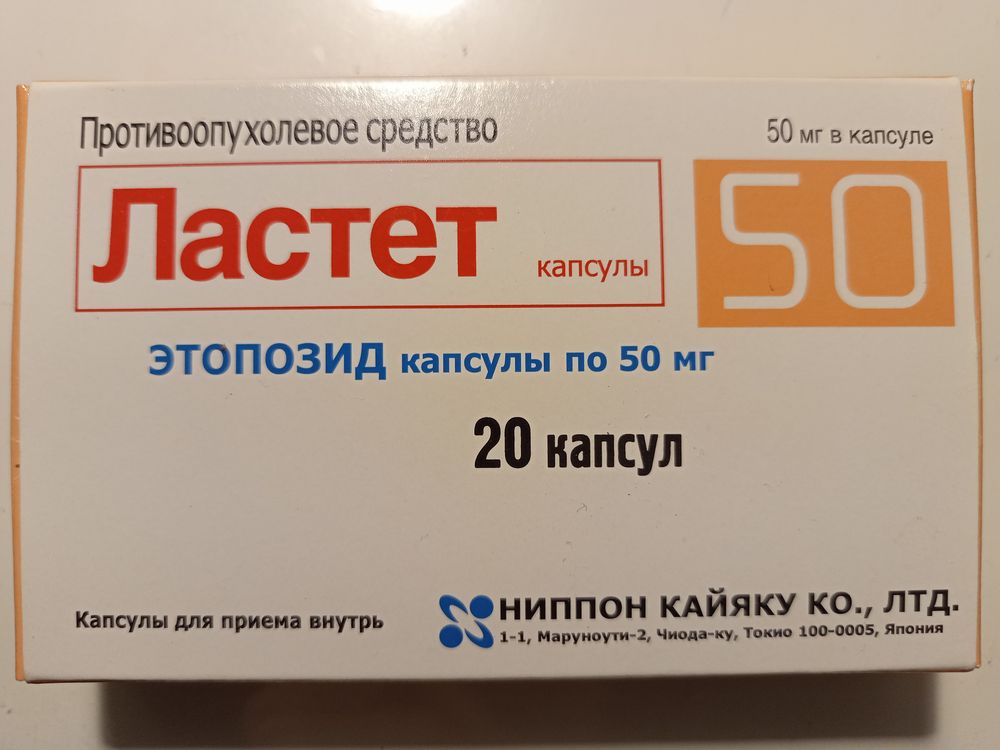 Противоопухолевое средство
50 мг в капсуле
Ластет капсулы
50
ЭТОПОЗИД капсулы по 50 мг
20 капсул
Капсулы для приема внутрь
НИППОН КАЙЯКУ КО., ЛТД.
1-1, Маруноути-2, Чиода-ку, Токио 100-0005, Япония